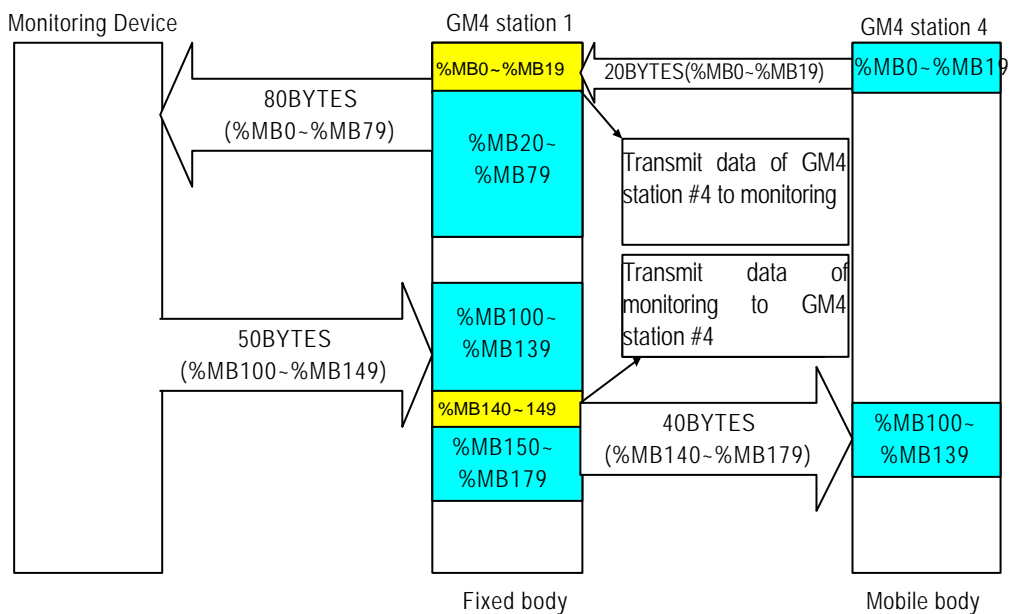 Monitoring Device
GM4 station 1
GM4 station 4
%MB0~%MB19
20BYTES(%MB0~%MB19)
%MB0~%MB19
80BYTES
(%MB0~%MB79)
%MB20~
%MB79
Transmit data of GM4
station #4 to monitoring
Transmit data of
monitoring to GM4
station #4
50BYTES
(%MB100~%MB149)
%MB100~
%MB139
%MB140~149
%MB150~
%MB179
40BYTES
(%MB140~%MB179)
%MB100~
%MB139
Fixed body
Mobile body